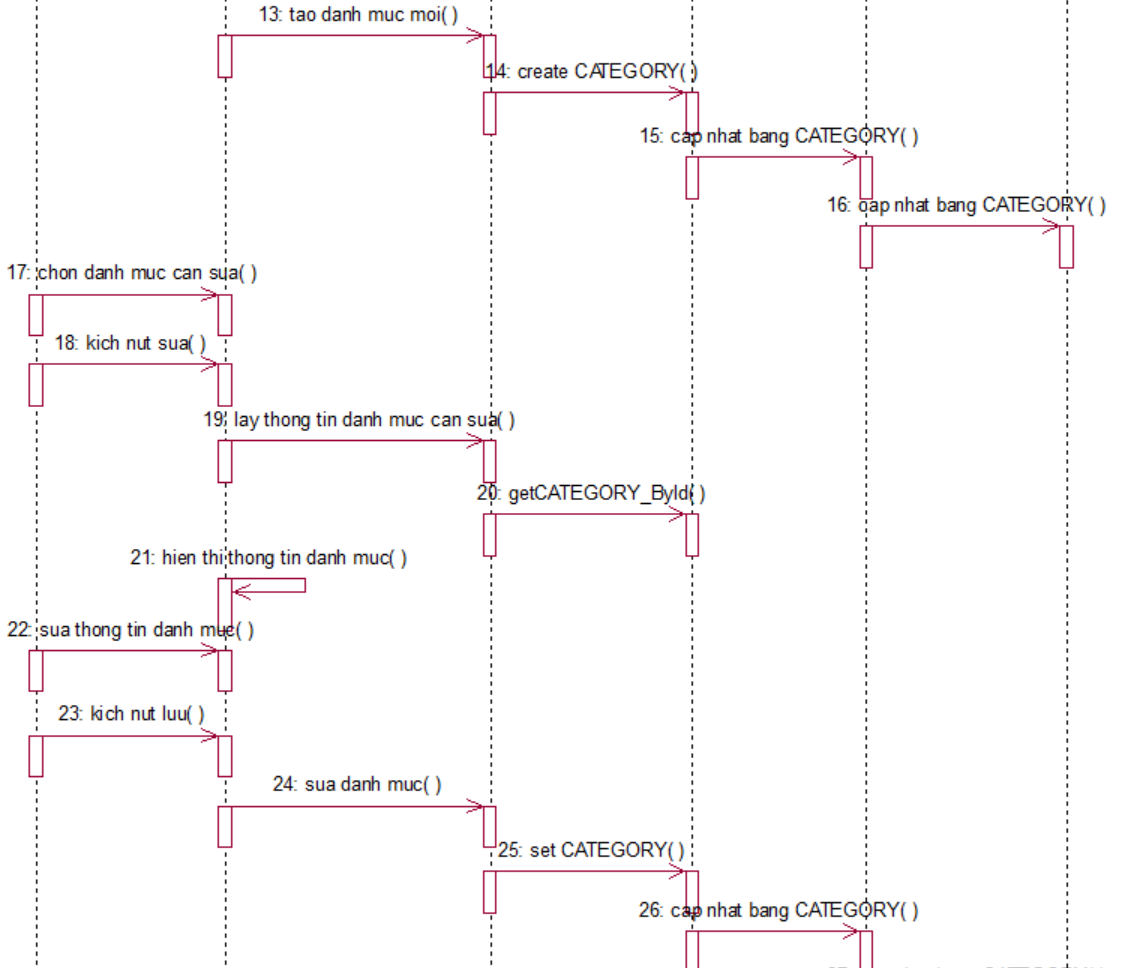 13: tao danh muc moi( )
14: create CATEGORY( )
15: cap nhat bang CATEGORY( )
16: cap nhat bang CATEGORY( )
17: chon danh muc can sua( )
18: kich nut sua( )
19: lay thong tin danh muc can sua( )
20: getCATEGORY_ById( )
21: hien thi thong tin danh muc( )
22: sua thong tin danh muc( )
23: kich nut luu( )
24: sua danh muc( )
25: set CATEGORY( )
26: cap nhat bang CATEGORY( )